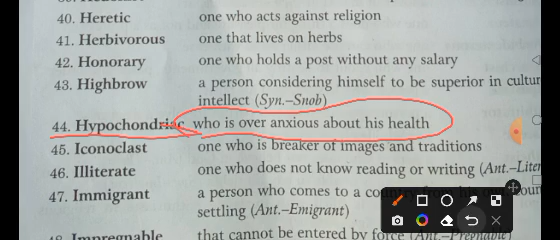 40. Heretic one who acts against religion
41. Herbivorous one that lives on herbs
42. Honorary one who holds a post without any salary
43. Highbrow a person considering himself to be superior in
intellect (Syn.–Snob)
44. Hypochondriac who is over anxious about his health
45. Iconoclast one who is breaker of images and traditions
46. Illiterate one who does not know reading or writing (Ant.–
47. Immigrant a person who comes to a
settling (Ant.–Emigrant)
48. Impregnable that cannot be entered by force